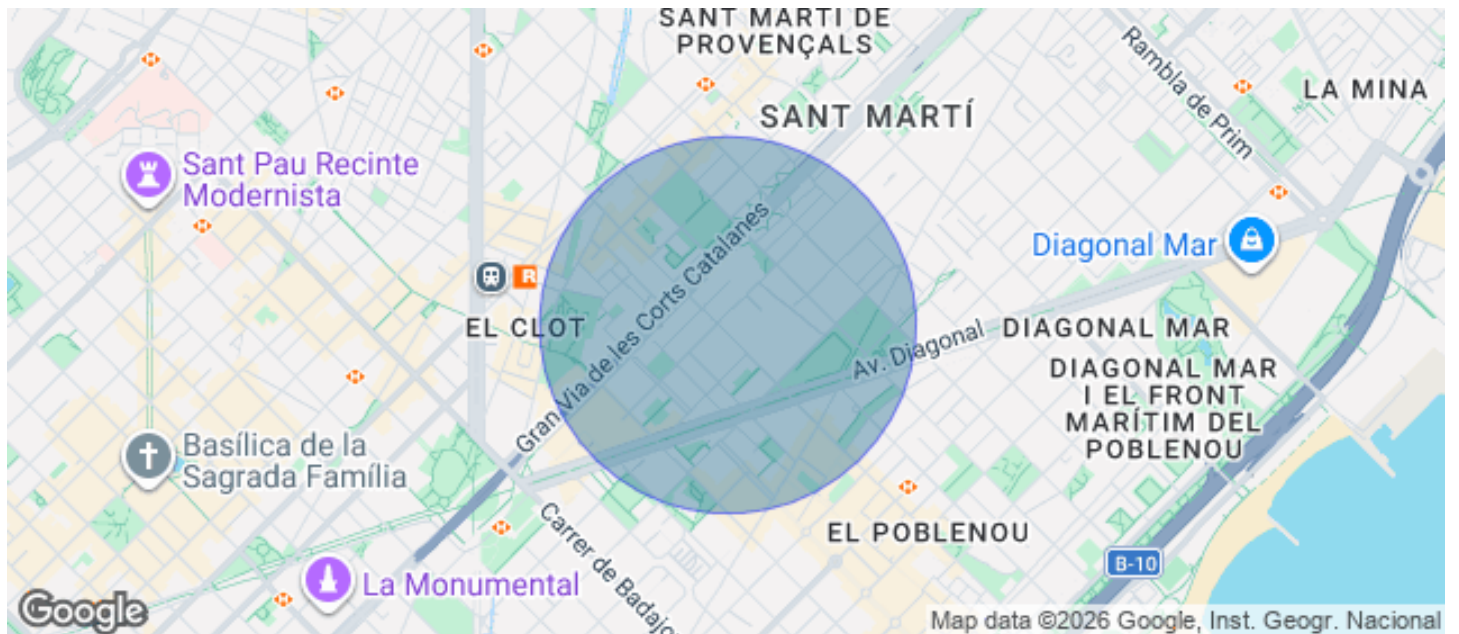 SANT MARTÍ DE
PROVENÇALS
Rambla de Prim
LA MINA
SANT MARTÍ
Sant Pau Recinte
Modernista
Gran Via de les Corts Catalanes
Diagonal Mar
R
EL CLOT
Av. Diagonal
DIAGONAL MAR
DIAGONAL MAR
I EL FRONT
MARÍTIM DEL
POBLENOU
Basílica de la
Sagrada Família
EL POBLENOU
Carrer de Badajo
B-10
La Monumental
Google
Map data ©2026 Google, Inst. Geogr. Nacional